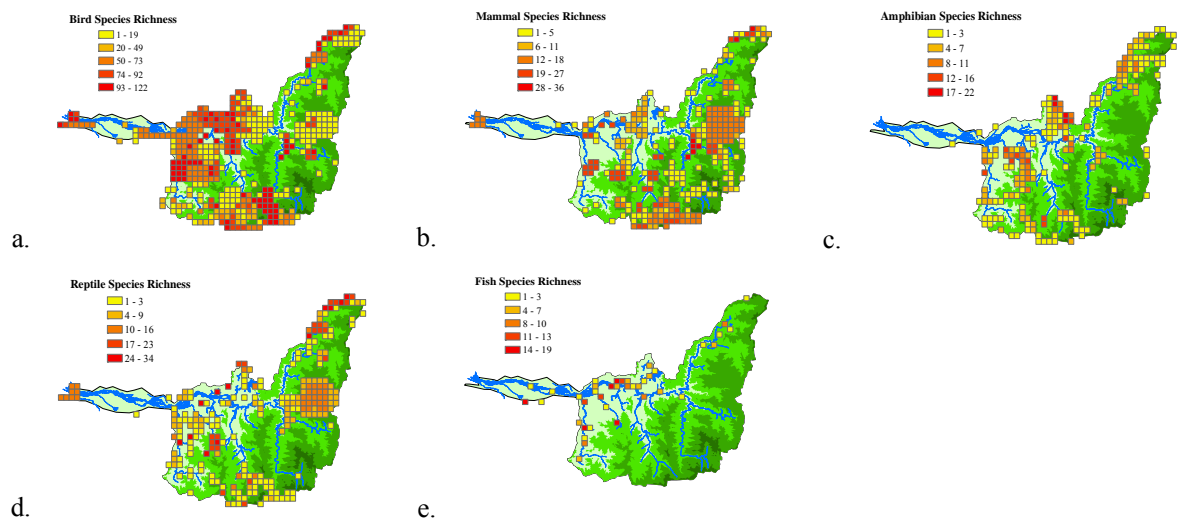 Bird Species Richness
1 - 19
20 - 49
50 - 73
74 - 92
93 - 122
a.
Mammal Species Richness
1 - 5
6 - 11
12 - 18
19 - 27
28 - 36
b.
Amphibian Species Richness
1 - 3
4 - 7
8 - 11
12 - 16
17 - 22
c.
Reptile Species Richness
1 - 3
4 - 9
10 - 16
17 - 23
24 - 34
d.
Fish Species Richness
1 - 3
4 - 7
8 - 10
11 - 13
14 - 19
e.